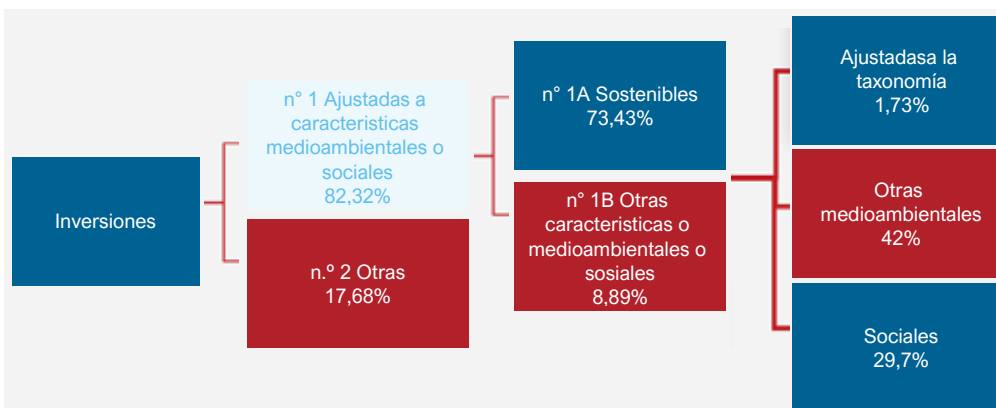 Inversiones
n° 1 Ajustadas a
caracteristicas
medioambientales o
sociales
82,32%
n.º 2 Otras
17,68%
n° 1A Sostenibles
73,43%
n° 1B Otras
caracteristicas o
medioambientales o
sosiales
8,89%
Ajustadasa la
taxonomía
1,73%
Otras
medioambientales
42%
Sociales
29,7%